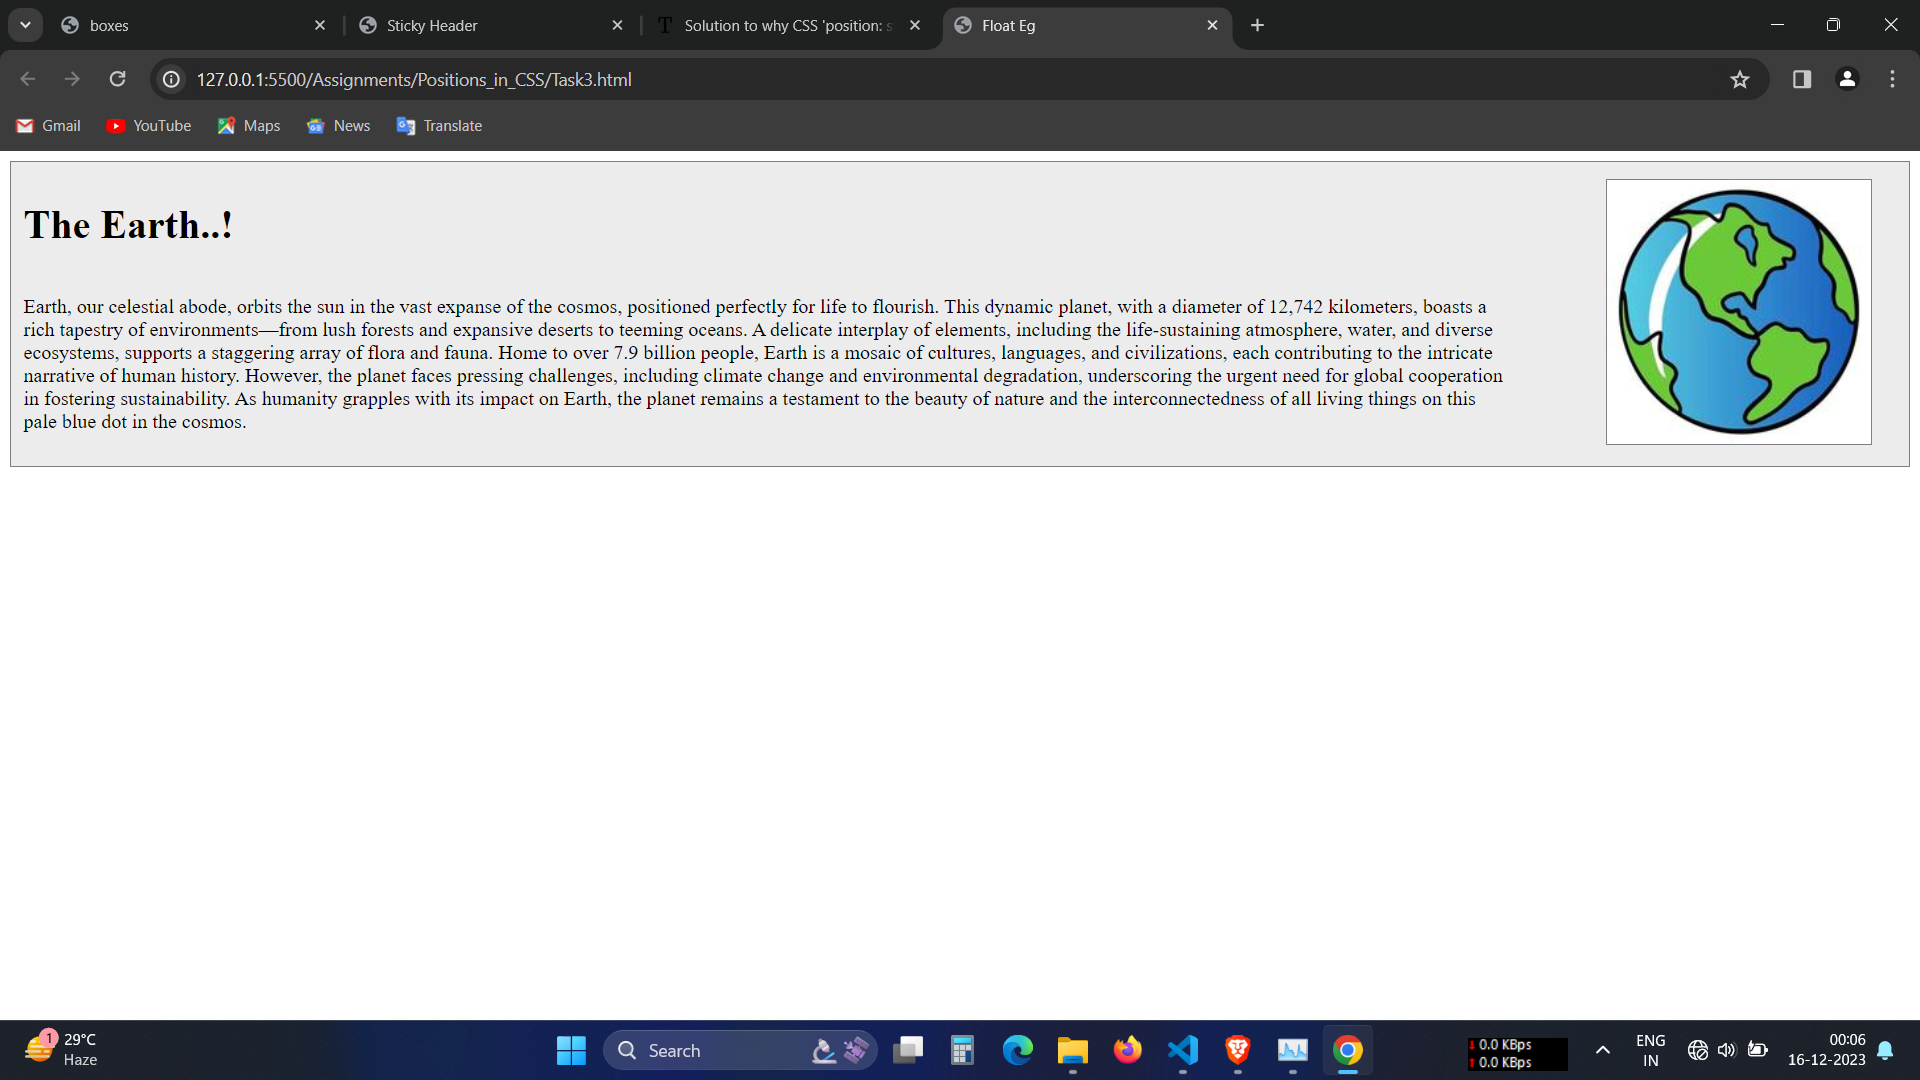 boxes
Sticky Header
T Solution to why CSS 'position: s
Float Eg
127.0.0.1:5500/Assignments/Positions_in_CSS/Task3.html
Gmail YouTube Maps News Translate
The Earth..!
Earth, our celestial abode, orbits the sun in the vast expanse of the cosmos, positioned perfectly for life to flourish. This dynamic planet, with a diameter of 12,742 kilometers, boasts a
rich tapestry of environments—from lush forests and expansive deserts to teeming oceans. A delicate interplay of elements, including the life-sustaining atmosphere, water, and diverse
ecosystems, supports a staggering array of flora and fauna. Home to over 7.9 billion people, Earth is a mosaic of cultures, languages, and civilizations, each contributing to the intricate
narrative of human history. However, the planet faces pressing challenges, including climate change and environmental degradation, underscoring the urgent need for global cooperation
in fostering sustainability. As humanity grapples with its impact on Earth, the planet remains a testament to the beauty of nature and the interconnectedness of all living things on this
pale blue dot in the cosmos.
1
29°C
Haze
Search
0.0 KBps
0.0 KBps
ENG
IN
00:06
16-12-2023